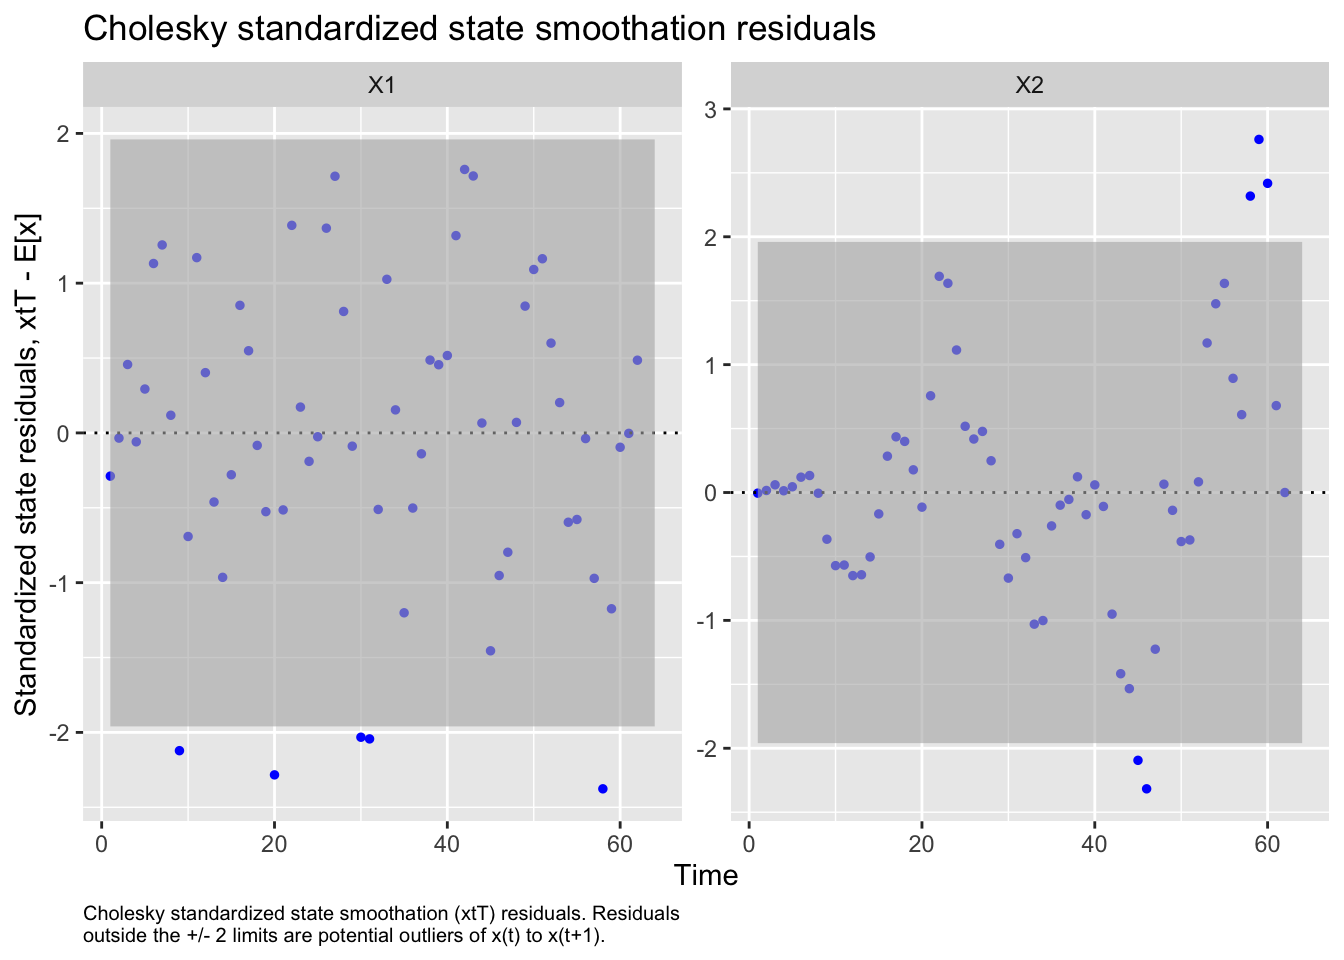 Cholesky standardized state smoothation residuals
X1
X2
Standardized state residuals, xtT - E[x]
2
1
0
-1
-2
3
2
1
0
-1
-2
0
20
40
60
0
20
40
60
Time
Cholesky standardized state smoothation (xtT) residuals. Residuals
outside the +/- 2 limits are potential outliers of x(t) to x(t+1).